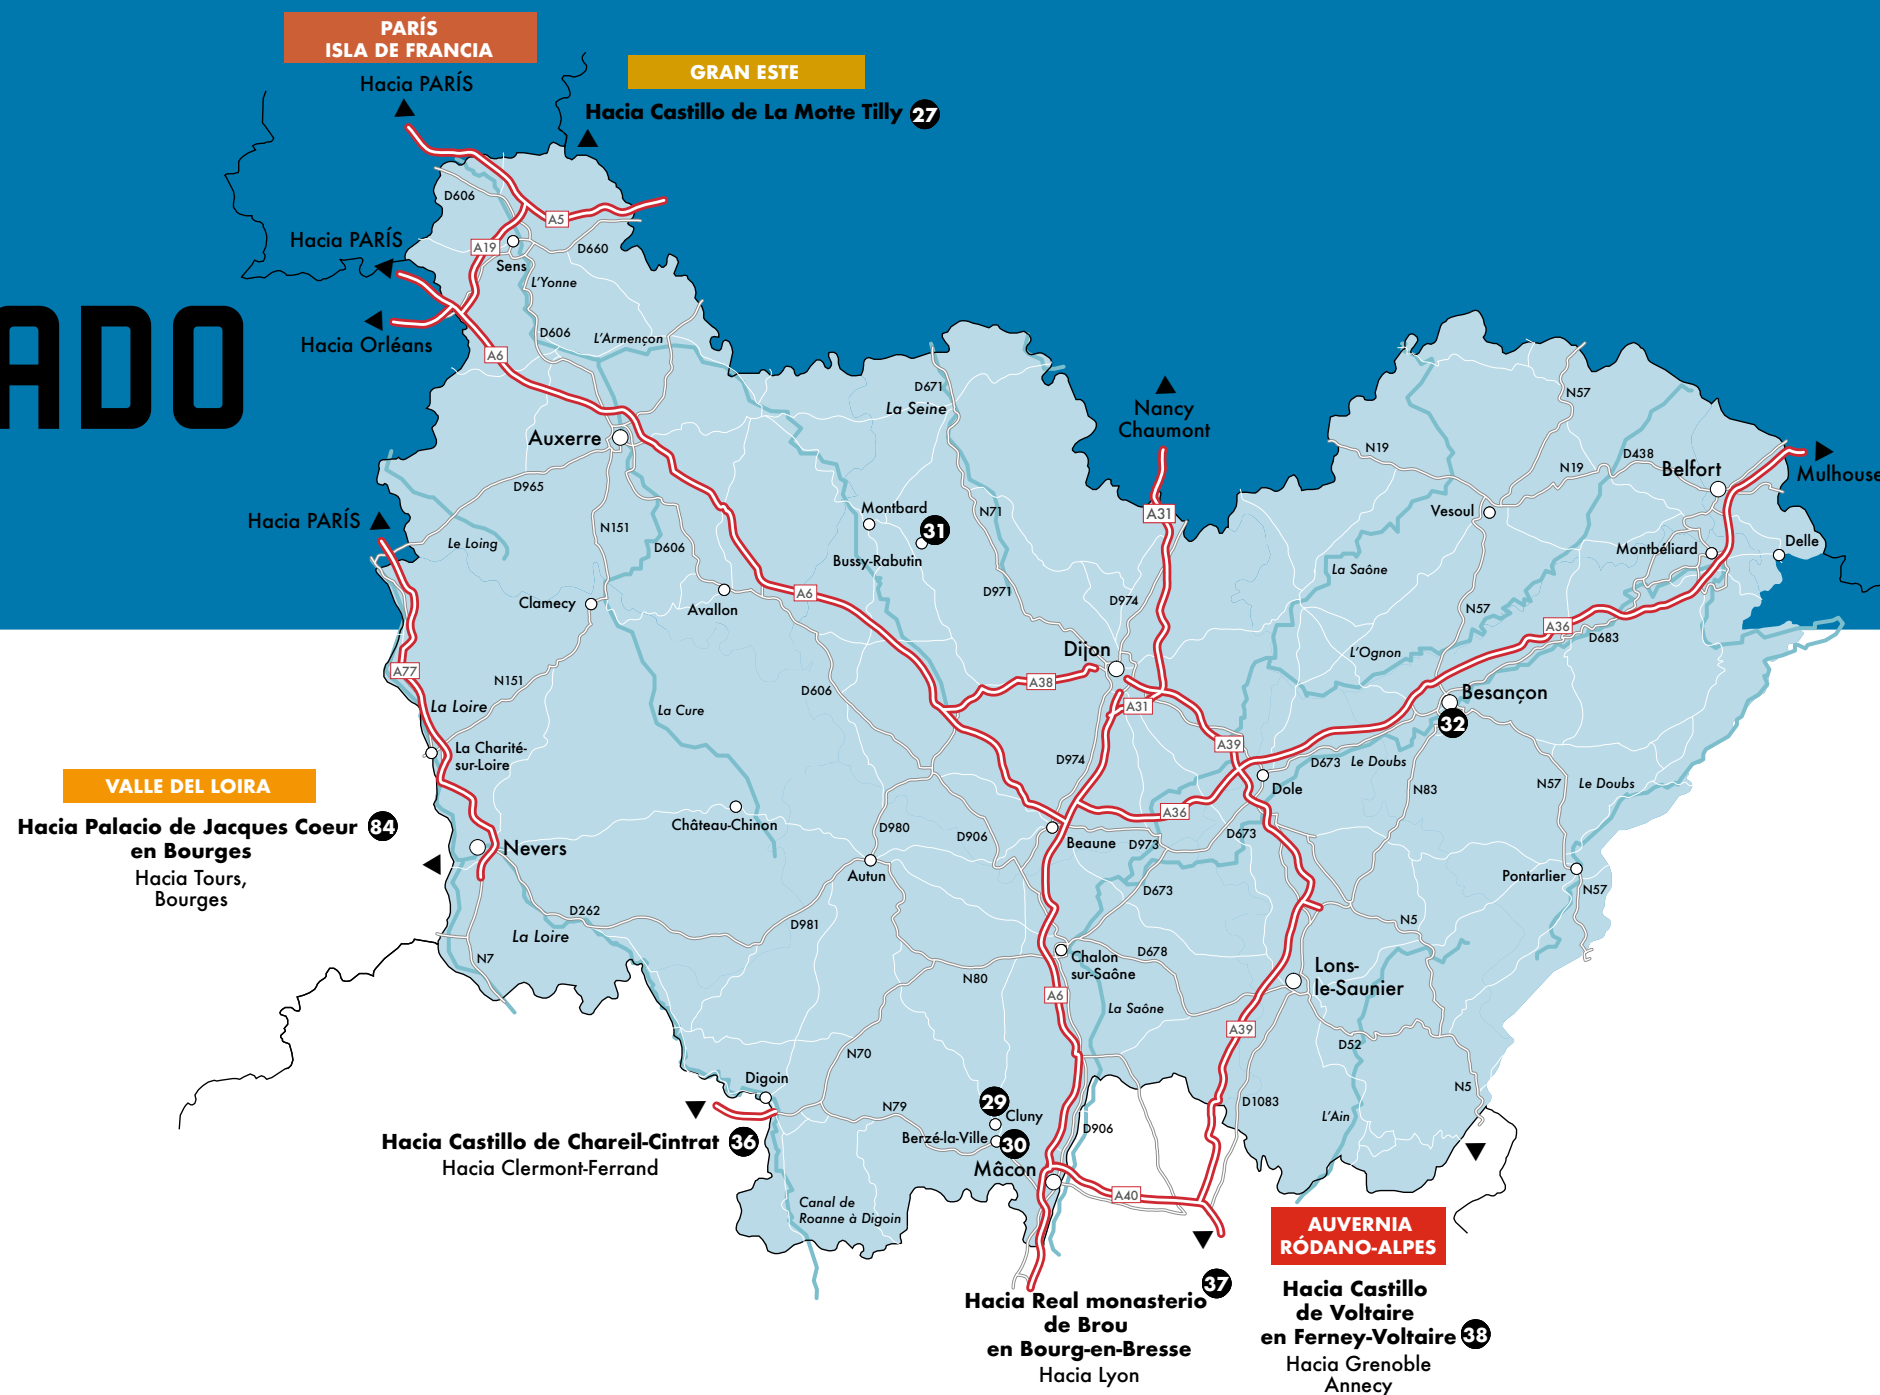 PARÍS
ISLA DE FRANCIA
Hacia PARÍS
GRAN ESTE
Hacia Castillo de La Motte Tilly 27
D606
A5
Hacia PARÍS
A19
D660
Sens
L'Yonne
ADO
Hacia Orléans
D606
L'Armençon
A6
D671
La Seine
Nancy
Chaumont
N57
Auxerre
N19
D438
N19
Belfort
Mulhouse
D965
Hacia PARÍS
Montbard
31
N71
A31
Vesoul
N151
Le Loing
D606
Bussy-Rabutin
Montbéliard
Delle
La Saône
Clamecy
Avallon
A6
D971
D974
N57
A36
D683
Dijon
L'Ognon
A77
N151
A38
D606
Besançon
La Loire
La Cure
A31
32
La Charité-
sur-Loire
A39
D974
D673
Le Doubs
VALLE DEL LOIRA
Dole
N83
N57
Le Doubs
Hacia Palacio de Jacques Coeur 84
en Bourges
Hacia Tours,
Bourges
Château-Chinon
D980
D906
A36
D673
Nevers
Beaune
D973
Autun
Pontarlier
N57
D673
D262
D981
N5
La Loire
N7
Chalon
sur-Saône
D678
N80
Lons-
le-Saunier
A6
La Saône
A39
N70
D52
Digoin
N5
29
Cluny
N79
D1083
L'Ain
Hacia Castillo de Chareil-Cintrat 36
Hacia Clermont-Ferrand
Berzé-la-Ville
30
D906
Mâcon
A40
Canal de
Roanne à Digoin
AUVERNIA
RÓDANO-ALPES
37
Hacia Real monasterio
de Brou
en Bourg-en-Bresse
Hacia Lyon
Hacia Castillo
de Voltaire
en Ferney-Voltaire 38
Hacia Grenoble
Annecy